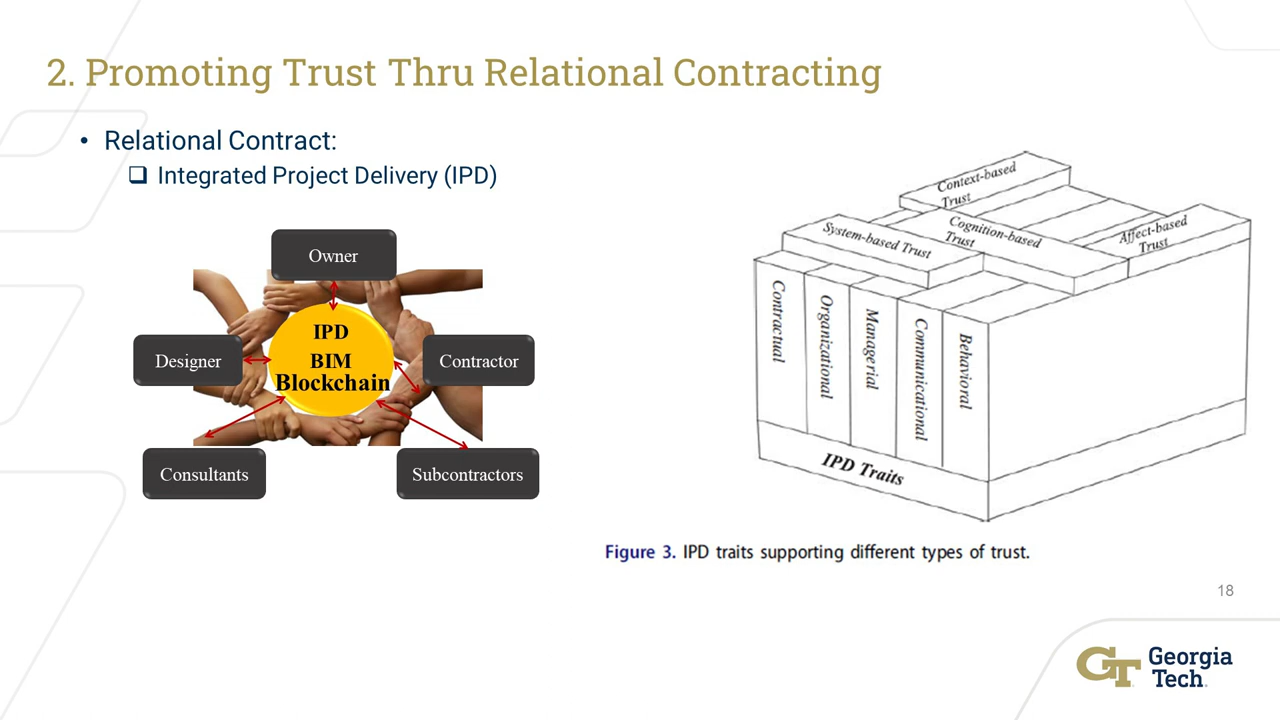 2. Promoting Trust Thru Relational Contracting
• Relational Contract:
❑ Integrated Project Delivery (IPD)
Owner
Designer
IPD
BIM
Blockchain
Contractor
Consultants
Subcontractors
Context-based
Trust
System-based Trust
Cognition-based
Trust
Affect-based
Trust
Contractual
Organizational
Managerial
Communicational
Behavioral
IPD Traits
Figure 3. IPD traits supporting different types of trust.
18
GT
Georgia
Tech